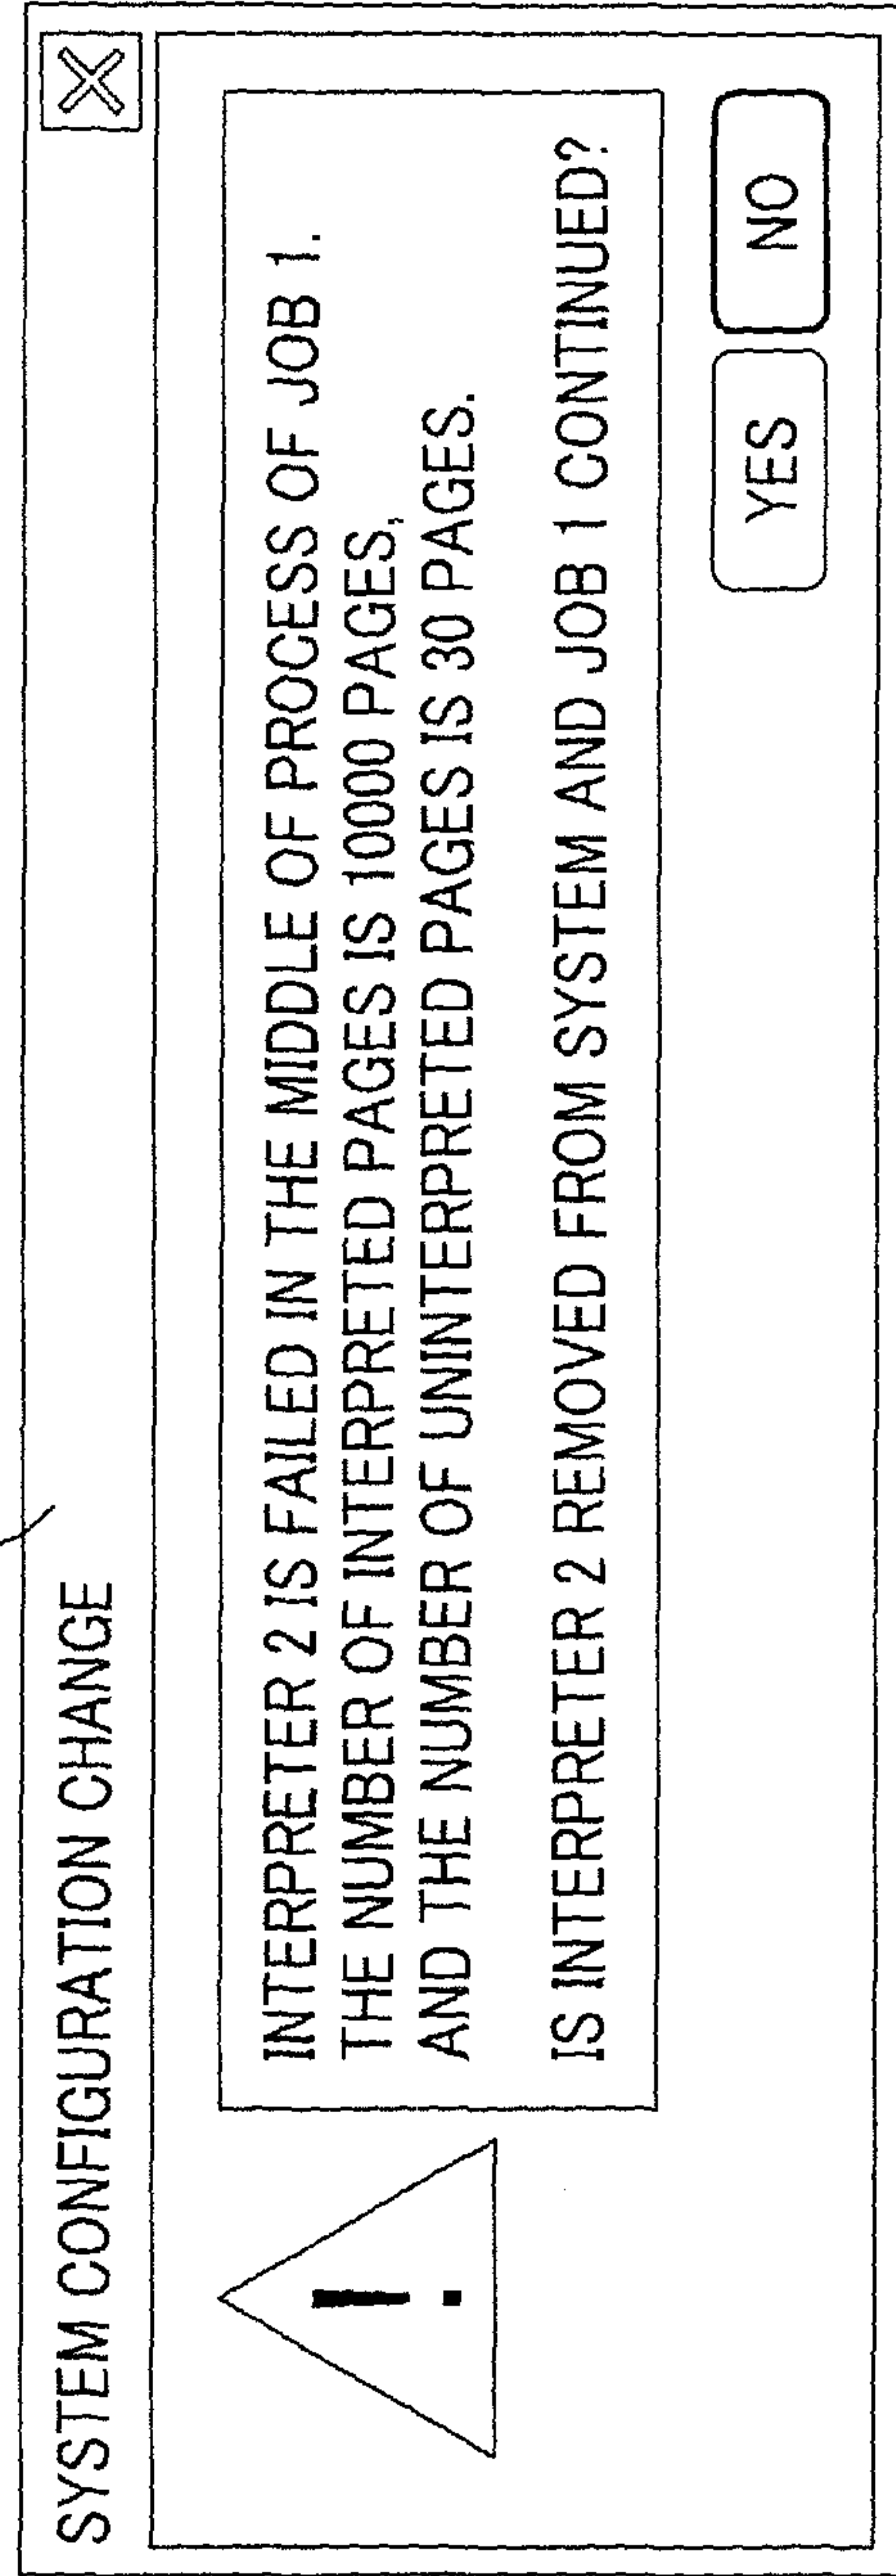 SYSTEM CONFIGURATION CHANGE
INTERPRETER 2 IS FAILED IN THE MIDDLE OF PROCESS OF JOB 1.
THE NUMBER OF INTERPRETED PAGES IS 10000 PAGES,
AND THE NUMBER OF UNINTERPRETED PAGES IS 30 PAGES.
IS INTERPRETER 2 REMOVED FROM SYSTEM AND JOB 1 CONTINUED?
YES
NO